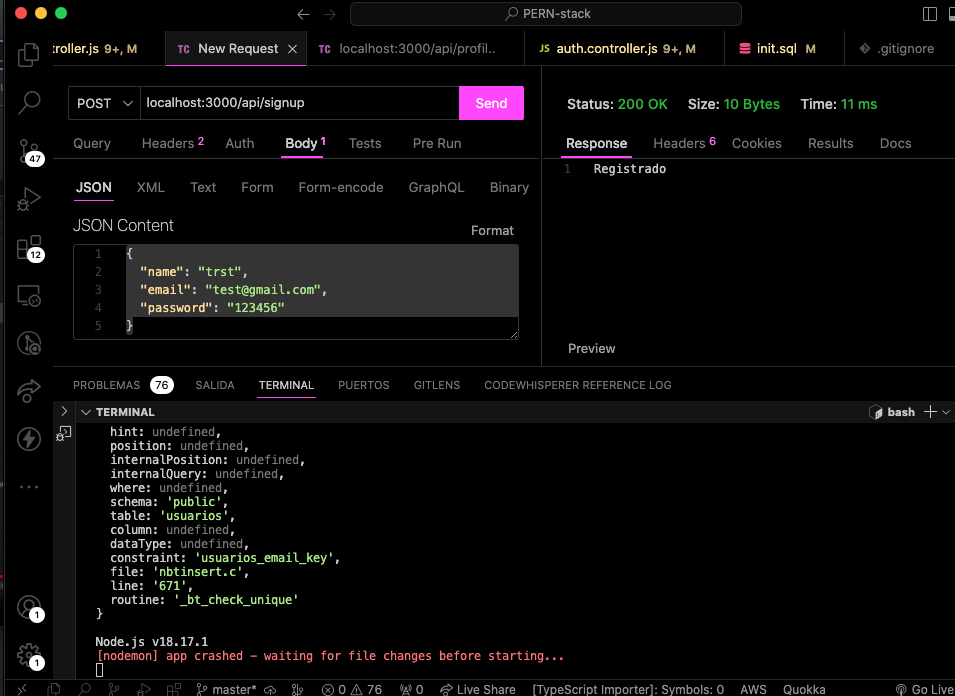 PERN-stack
troller.js 9+, M
TC New Request
TC localhost:3000/api/profil..
JS auth.controller.js 9+, M
init.sql M
.gitignore
POST localhost:3000/api/signup Send
Query Headers 2 Auth Body 1 Tests Pre Run
JSON XML Text Form Form-encode GraphQL Binary
JSON Content
Format
1 {
2 "name": "trst",
3 "email": "test@gmail.com",
4 "password": "123456"
5 }
Status: 200 OK Size: 10 Bytes Time: 11 ms
Response Headers 6 Cookies Results Docs
1 Registrado
Preview
47
12
1
1
PROBLEMAS 76 SALIDA TERMINAL PUERTOS GITLENS CODEWHISPERER REFERENCE LOG
TERMINAL
bash
hint: undefined,
position: undefined,
internalPosition: undefined,
internalQuery: undefined,
where: undefined,
schema: 'public',
table: 'usuarios',
column: undefined,
dataType: undefined,
constraint: 'usuarios_email_key',
file: 'nbtinsert.c',
line: '671',
routine: '_bt_check_unique'
}
Node.js v18.17.1
[nodemon] app crashed - waiting for file changes before starting...
master* 0 76 0 Live Share [TypeScript Importer]: Symbols: 0 AWS Quokka Go Live